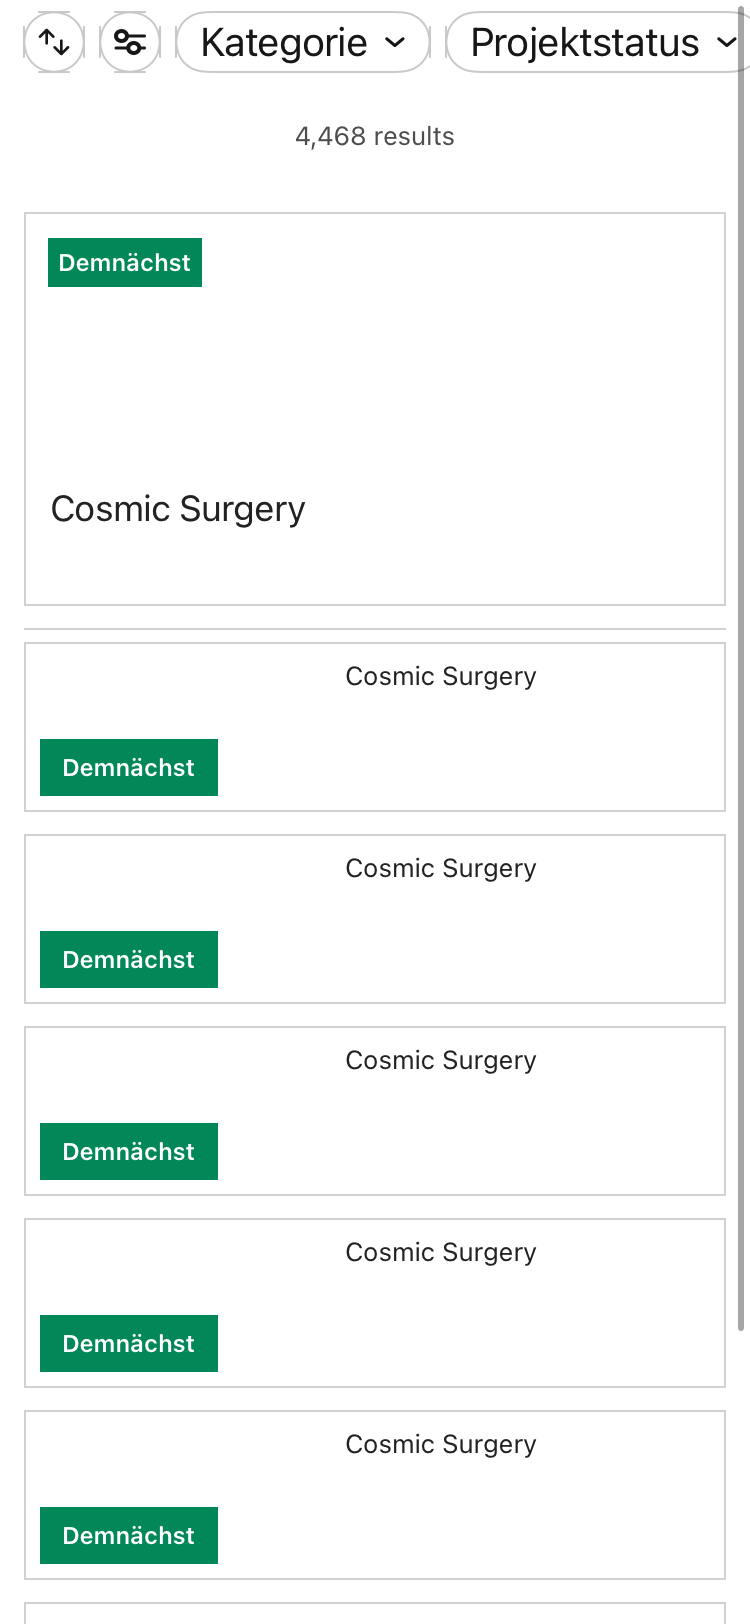 Kategorie
Projektstatus
4,468 results
Demnächst
Cosmic Surgery
Cosmic Surgery
Demnächst
Cosmic Surgery
Demnächst
Cosmic Surgery
Demnächst
Cosmic Surgery
Demnächst
Cosmic Surgery
Demnächst